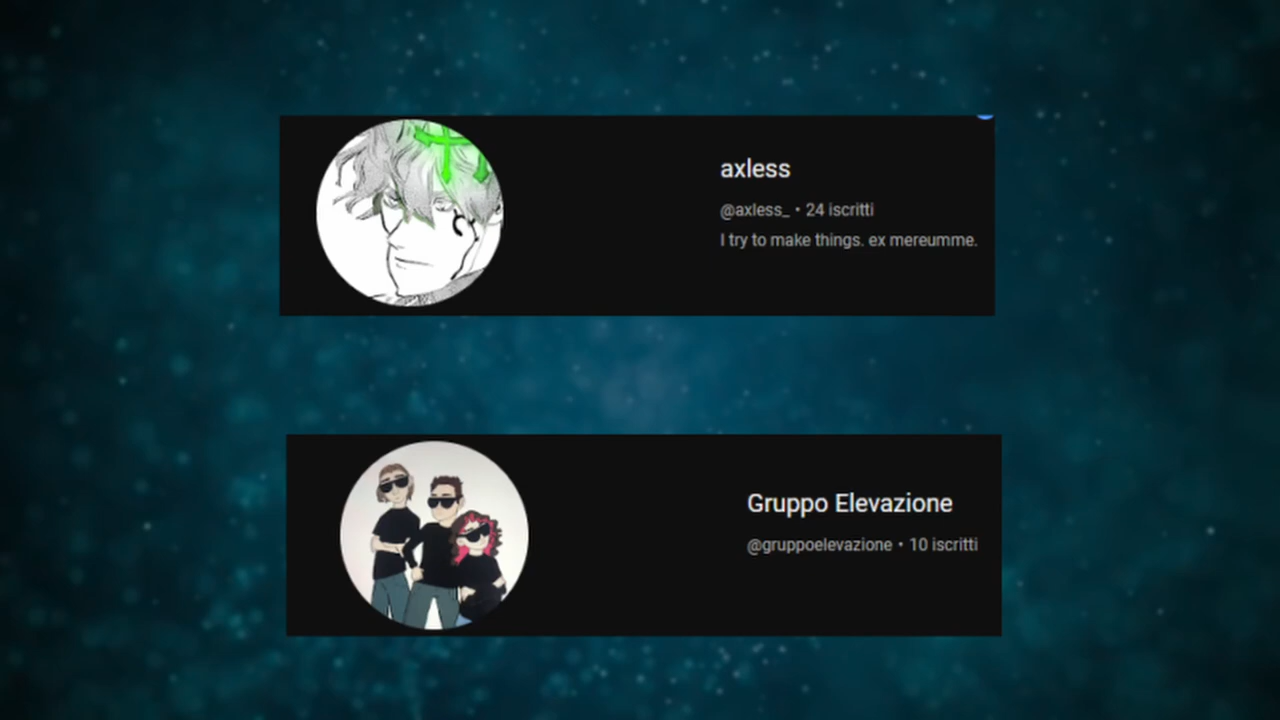 axless
@axless_ • 24 iscritti
I try to make things. ex mereumme.
Gruppo Elevazione
@gruppoelevazione • 10 iscritti